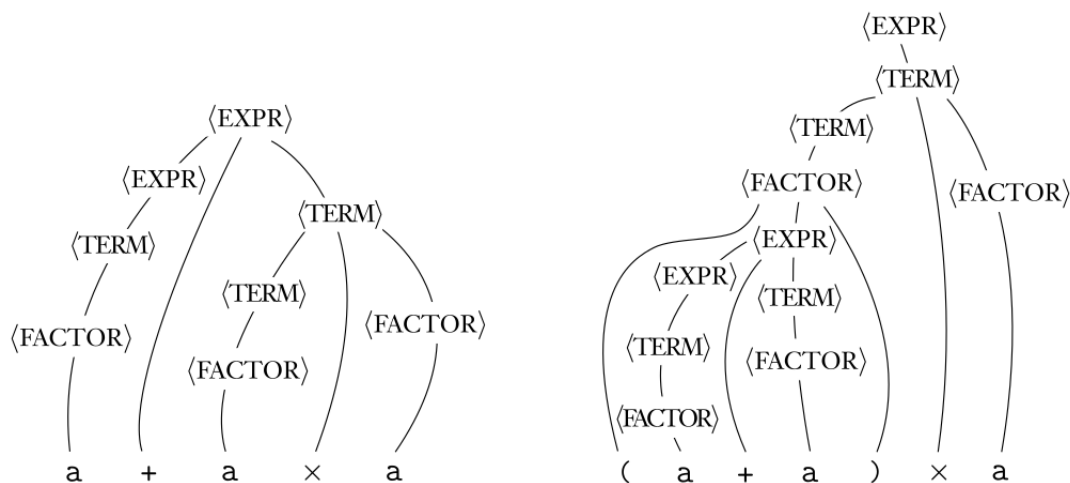 ⟨EXPR⟩
⟨EXPR⟩
⟨TERM⟩
⟨TERM⟩
⟨TERM⟩
⟨FACTOR⟩
⟨FACTOR⟩
⟨FACTOR⟩
a + a × a
⟨EXPR⟩
⟨TERM⟩
⟨TERM⟩
⟨FACTOR⟩ ⟨FACTOR⟩
⟨EXPR⟩
⟨EXPR⟩
⟨TERM⟩
⟨TERM⟩
⟨FACTOR⟩
⟨FACTOR⟩
( a + a ) × a